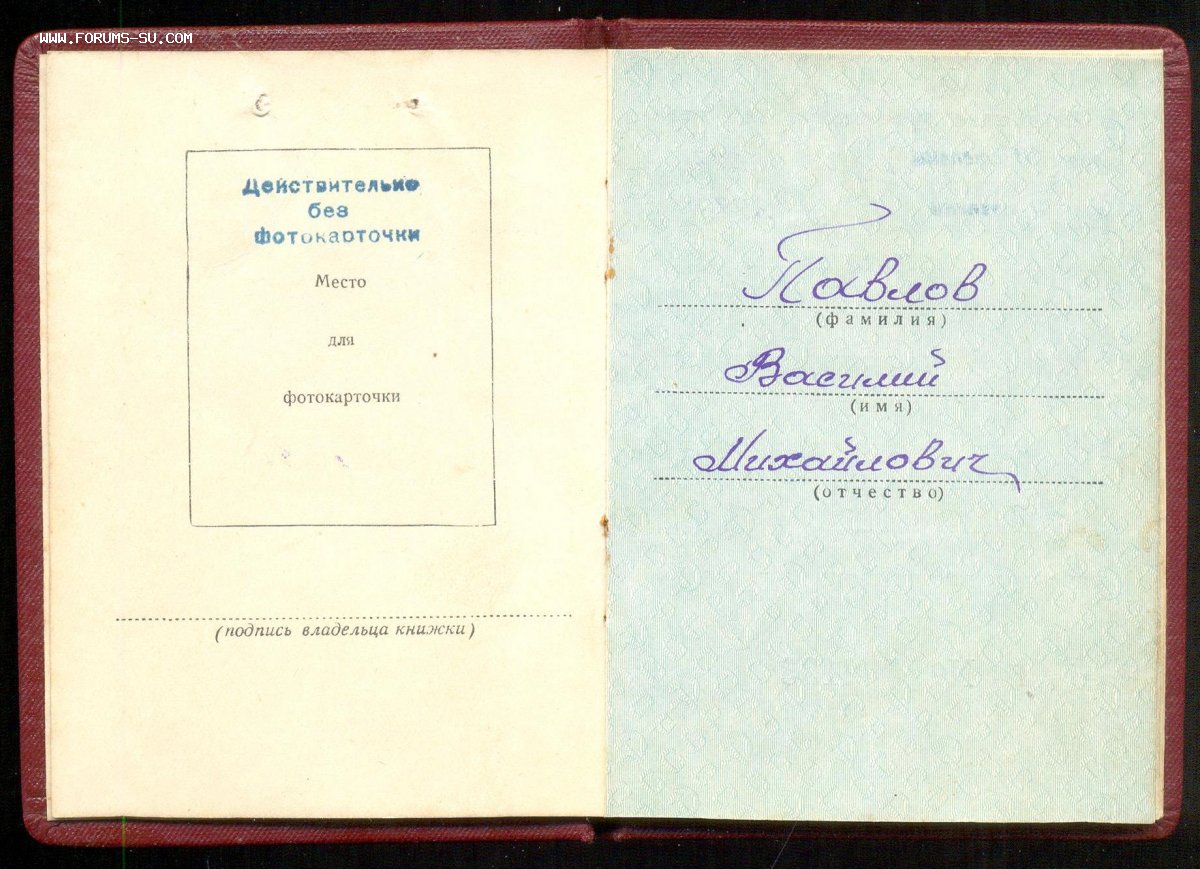 WWW.FORUMS-SU.COM
Действительно
без
фотокарточки
Место
для
фотокарточки
(подпись владельца книжки)
Павлов
(фамилия)
Василий
(имя)
Михайлович
(отчество)